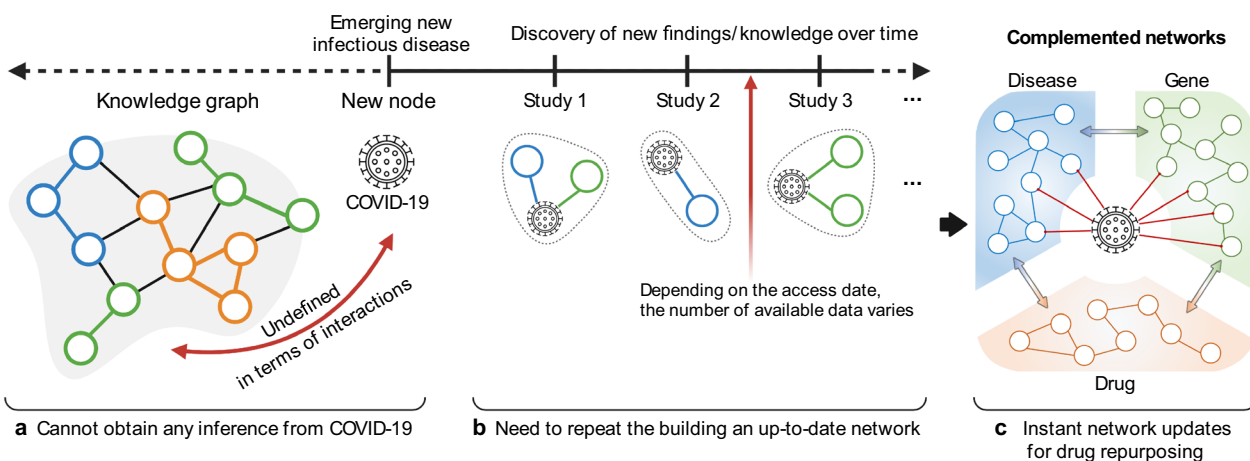 Emerging new
infectious disease
Discovery of new findings/knowledge over time
Knowledge graph
New node
Study 1
Study 2
Study 3
...
COVID-19
...
Undefined
in terms of interactions
Depending on the access date,
the number of available data varies
Complemented networks
Disease
Gene
Drug
a Cannot obtain any inference from COVID-19
b Need to repeat the building an up-to-date network
c Instant network updates
for drug repurposing